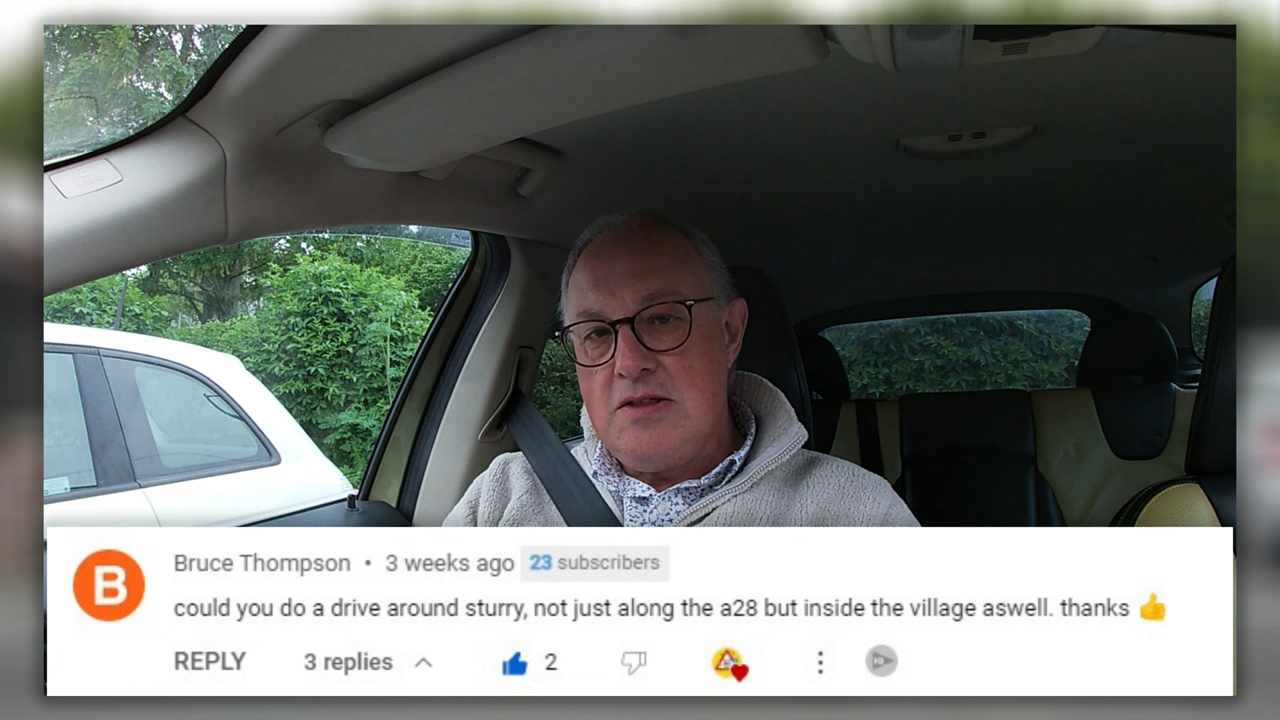 B
Bruce Thompson • 3 weeks ago 23 subscribers
could you do a drive around sturry, not just along the a28 but inside the village aswell. thanks 👍
REPLY 3 replies 2